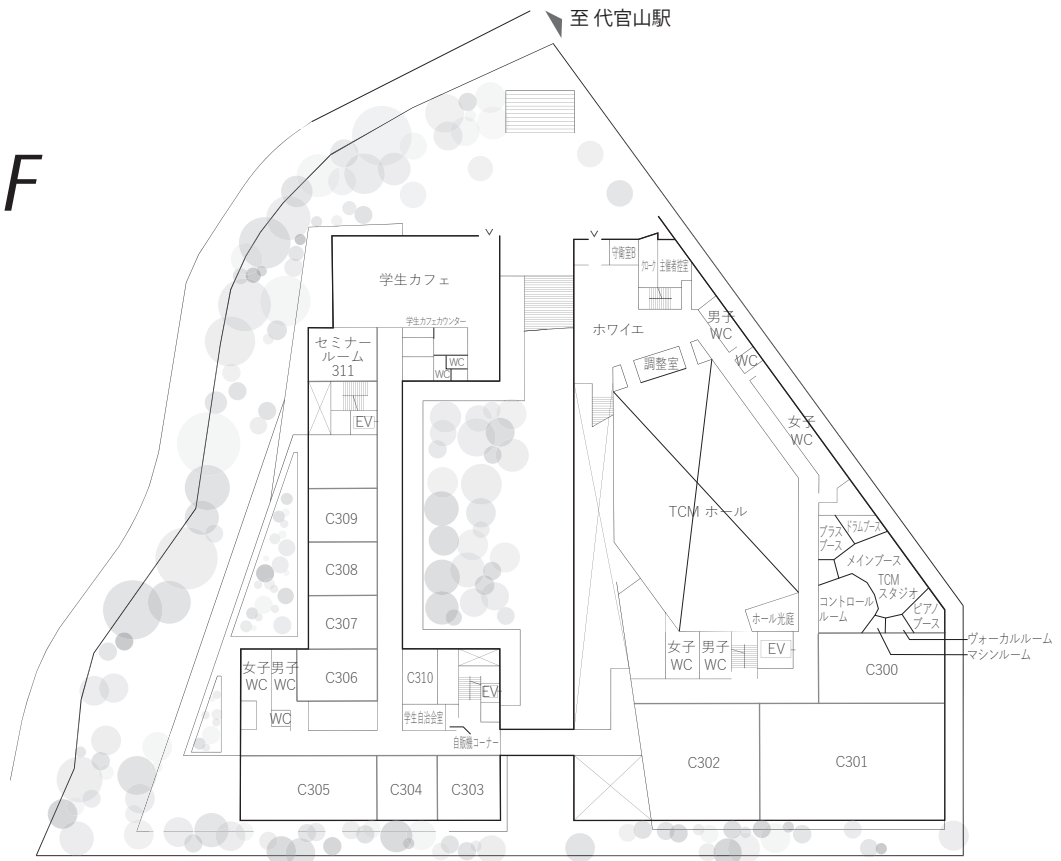 至 代官山駅
F
守衛室B
クローク
主催者控室
学生カフェ
学生カフェカウンター
ホワイエ
男子
WC
セミナー
ルーム
311
WC
WC
調整室
WC
EV
女子
WC
C309
TCM ホール
ブラス
ブース
ドラムブース
C308
メインブース
TCM
スタジオ
C307
コントロール
ルーム
ピアノ
ブース
ホール光庭
ヴォーカルルーム
マシンルーム
女子
WC
男子
WC
C306
C310
EV
女子
WC
男子
WC
EV
C300
WC
学生自治会室
自販機コーナー
C305
C304
C303
C302
C301